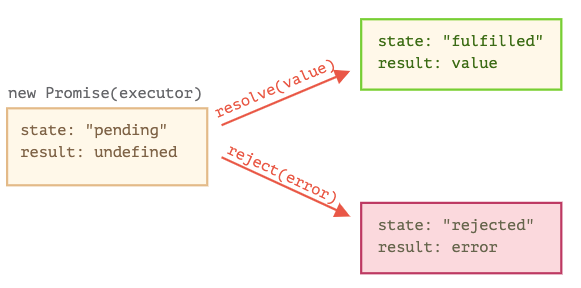 new Promise(executor)
state: "pending"
result: undefined
resolve(value)
reject(error)
state: "fulfilled"
result: value
state: "rejected"
result: error